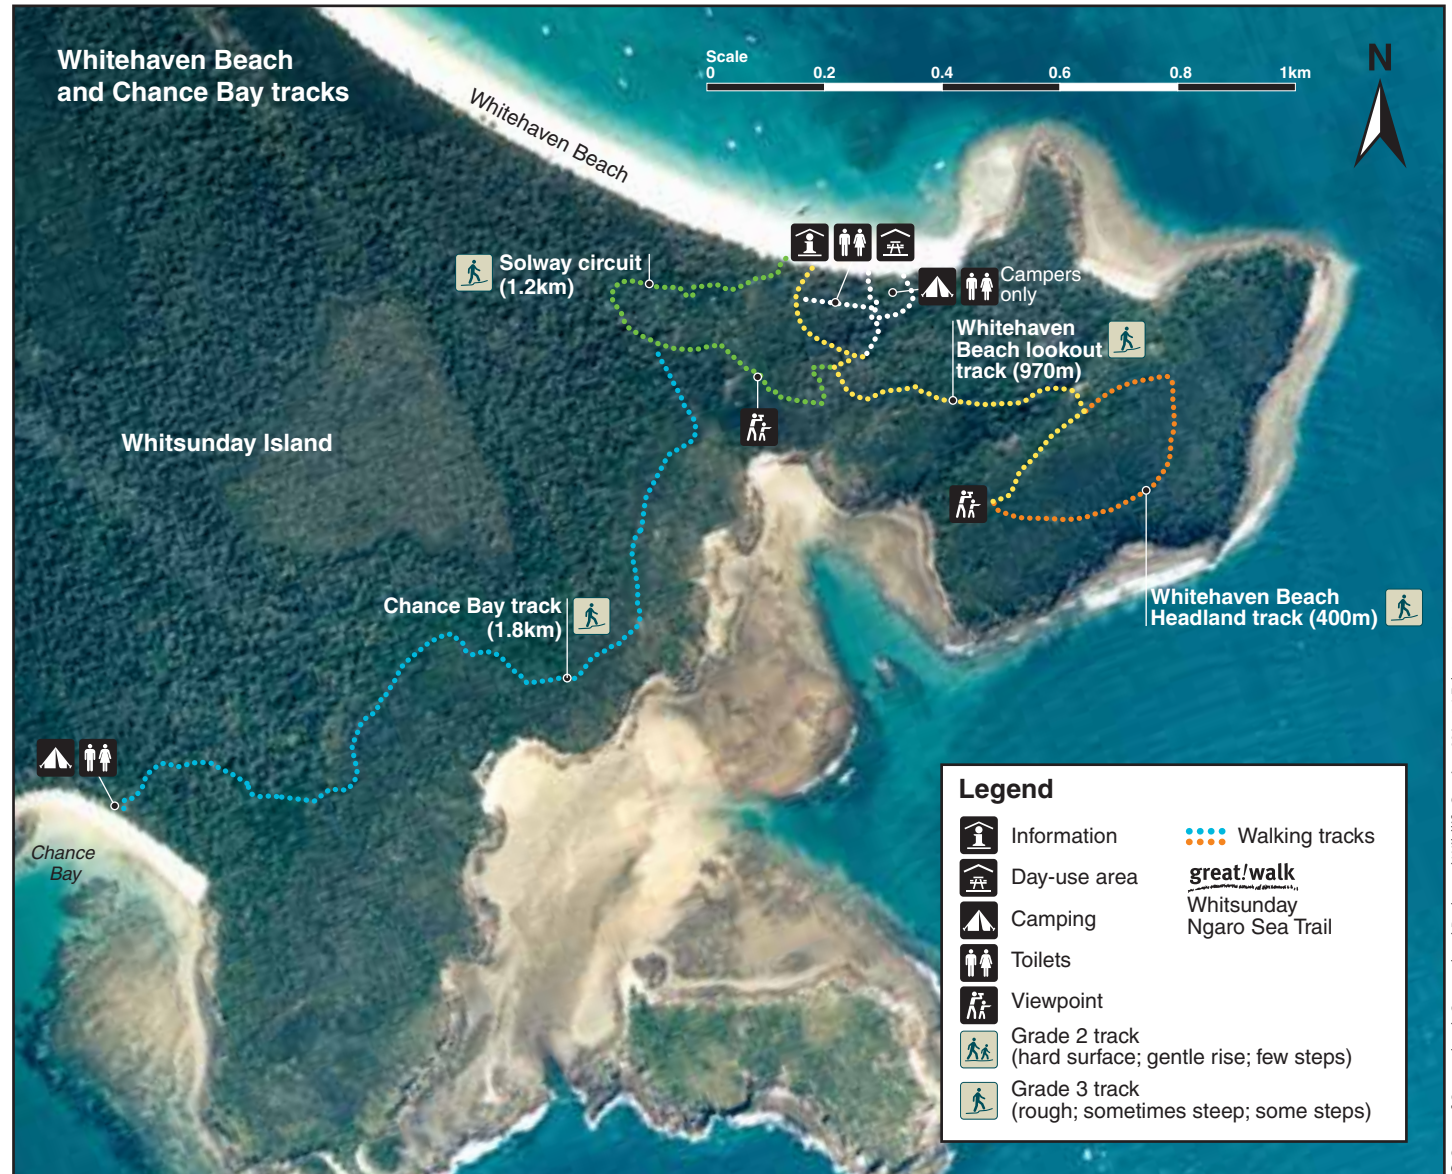 Whitehaven Beach
and Chance Bay tracks
Scale
0 0.2 0.4 0.6 0.8 1km
N
Whitehaven Beach
Solway circuit
(1.2km)
Campers
only
Whitehaven
Beach lookout
track (970m)
Whitsunday Island
Chance Bay track
(1.8km)
Whitehaven Beach
Headland track (400m)
Chance
Bay
Legend
Information
Day-use area
Camping
Toilets
Viewpoint
Grade 2 track
(hard surface; gentle rise; few steps)
Grade 3 track
(rough; sometimes steep; some steps)
Walking tracks
great!walk
Whitsunday
Ngaro Sea Trail